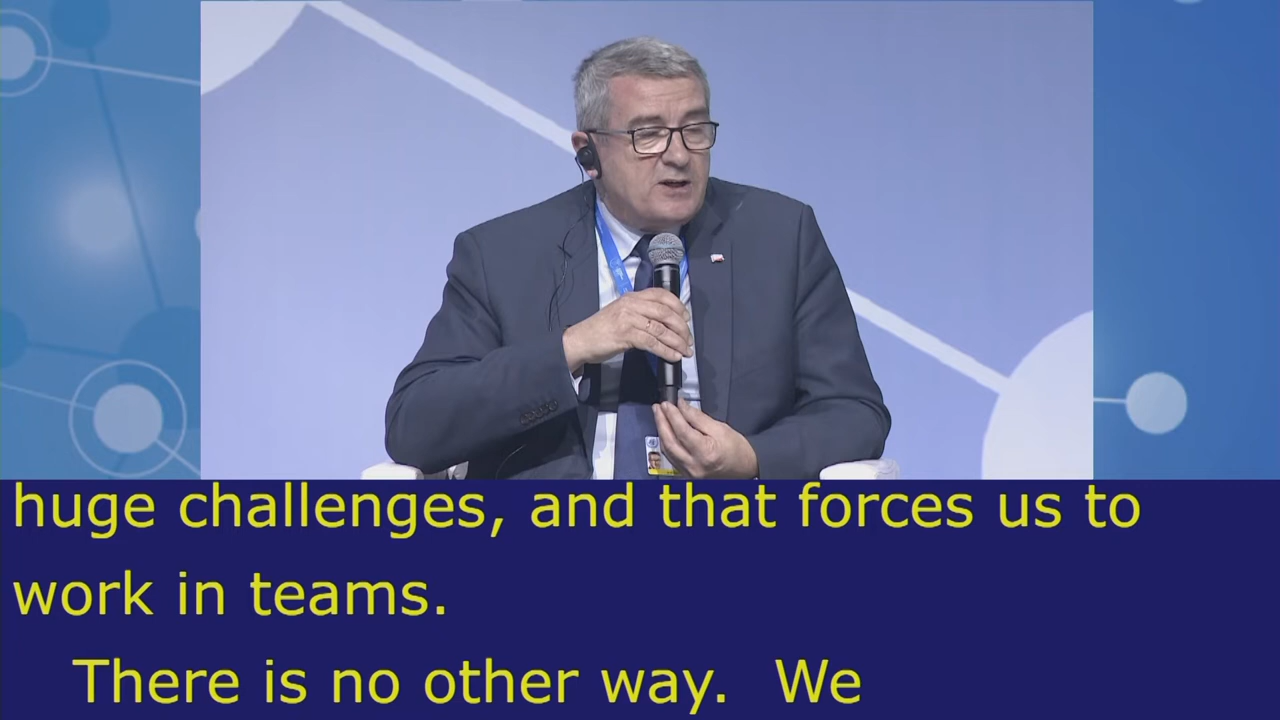 huge challenges, and that forces us to
work in teams.
There is no other way.  We